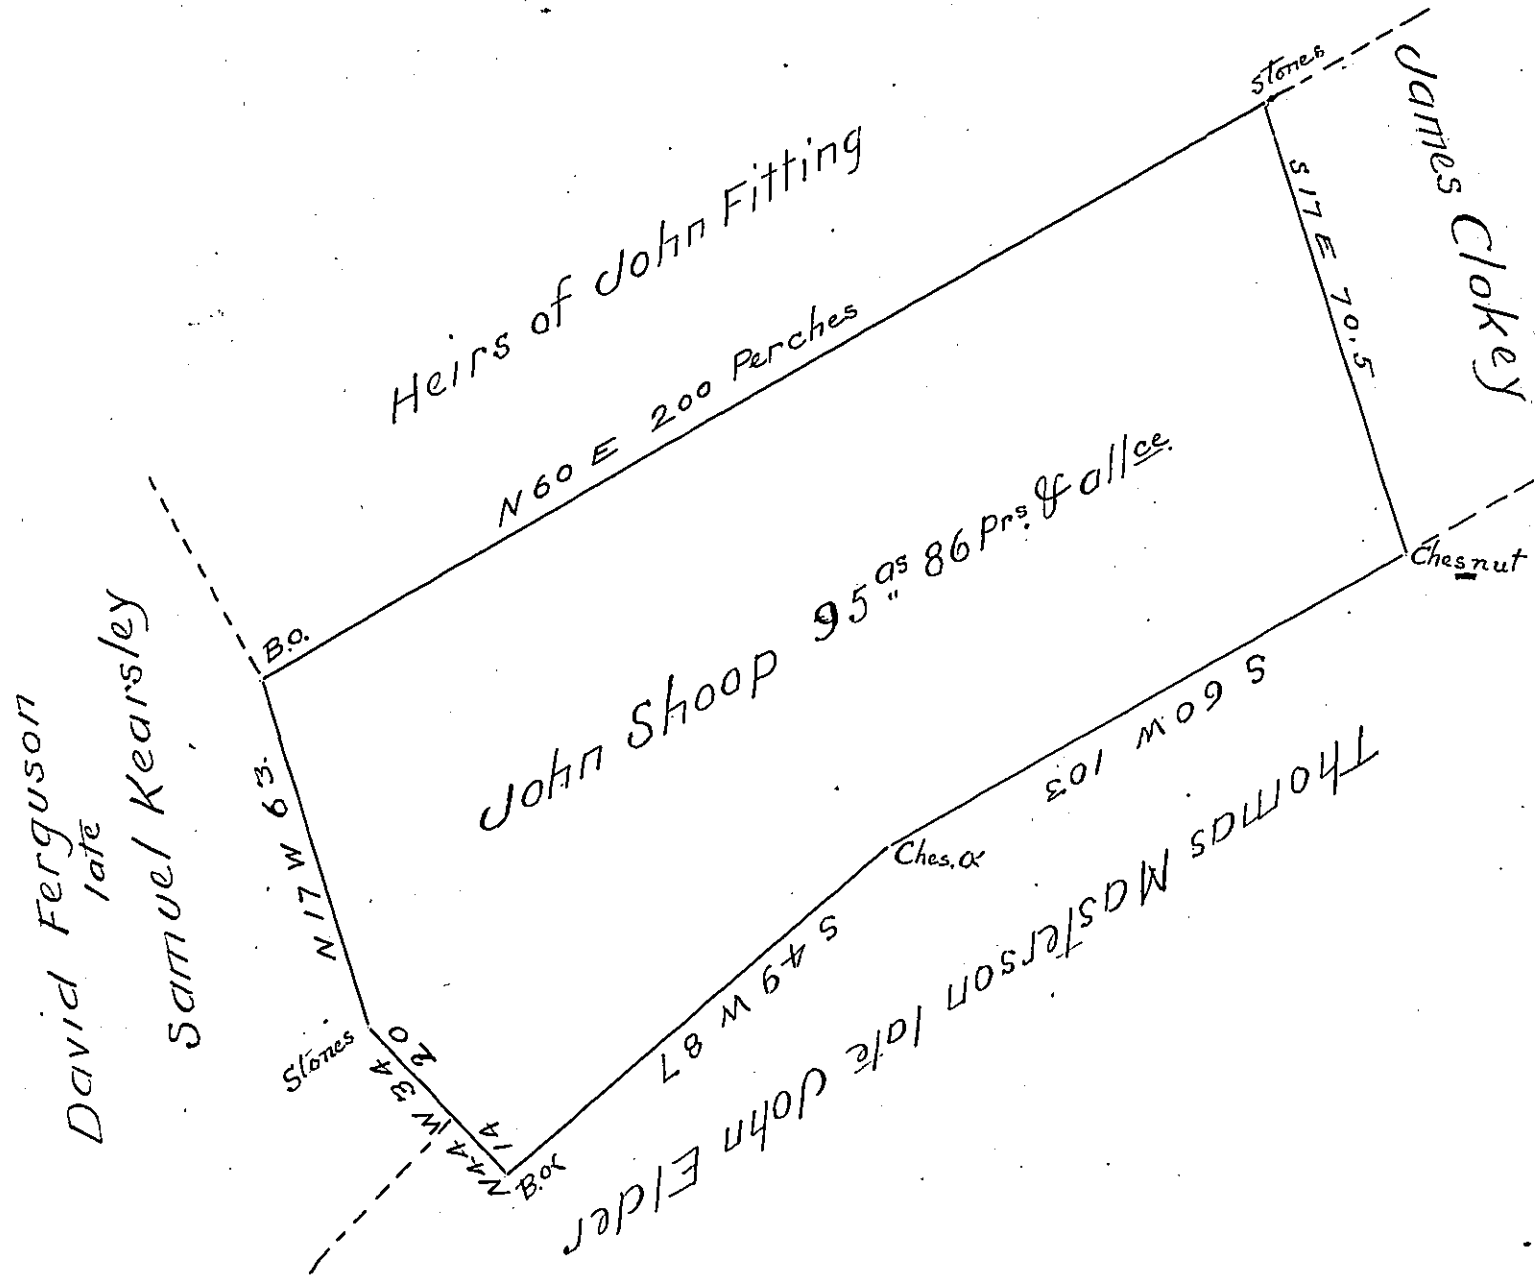 stones
James Clokey
S 17 E 70.5
Heirs of John Fitting
N 60 E 200 Perches
Chesnut
John Shoop 95 as 86 Prs. & allce.
B.O.
S 60 W 103
Thomas Masterson late John Elder
David Ferguson
late
Samuel Kearsley
N 17 W 63.
Ches. O
S 49 W 87
Stones
20
N 44 W 34
14
B.O